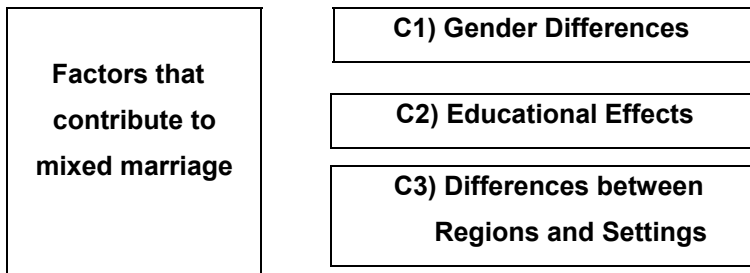 Factors that
contribute to
mixed marriage
C1) Gender Differences
C2) Educational Effects
C3) Differences between
Regions and Settings